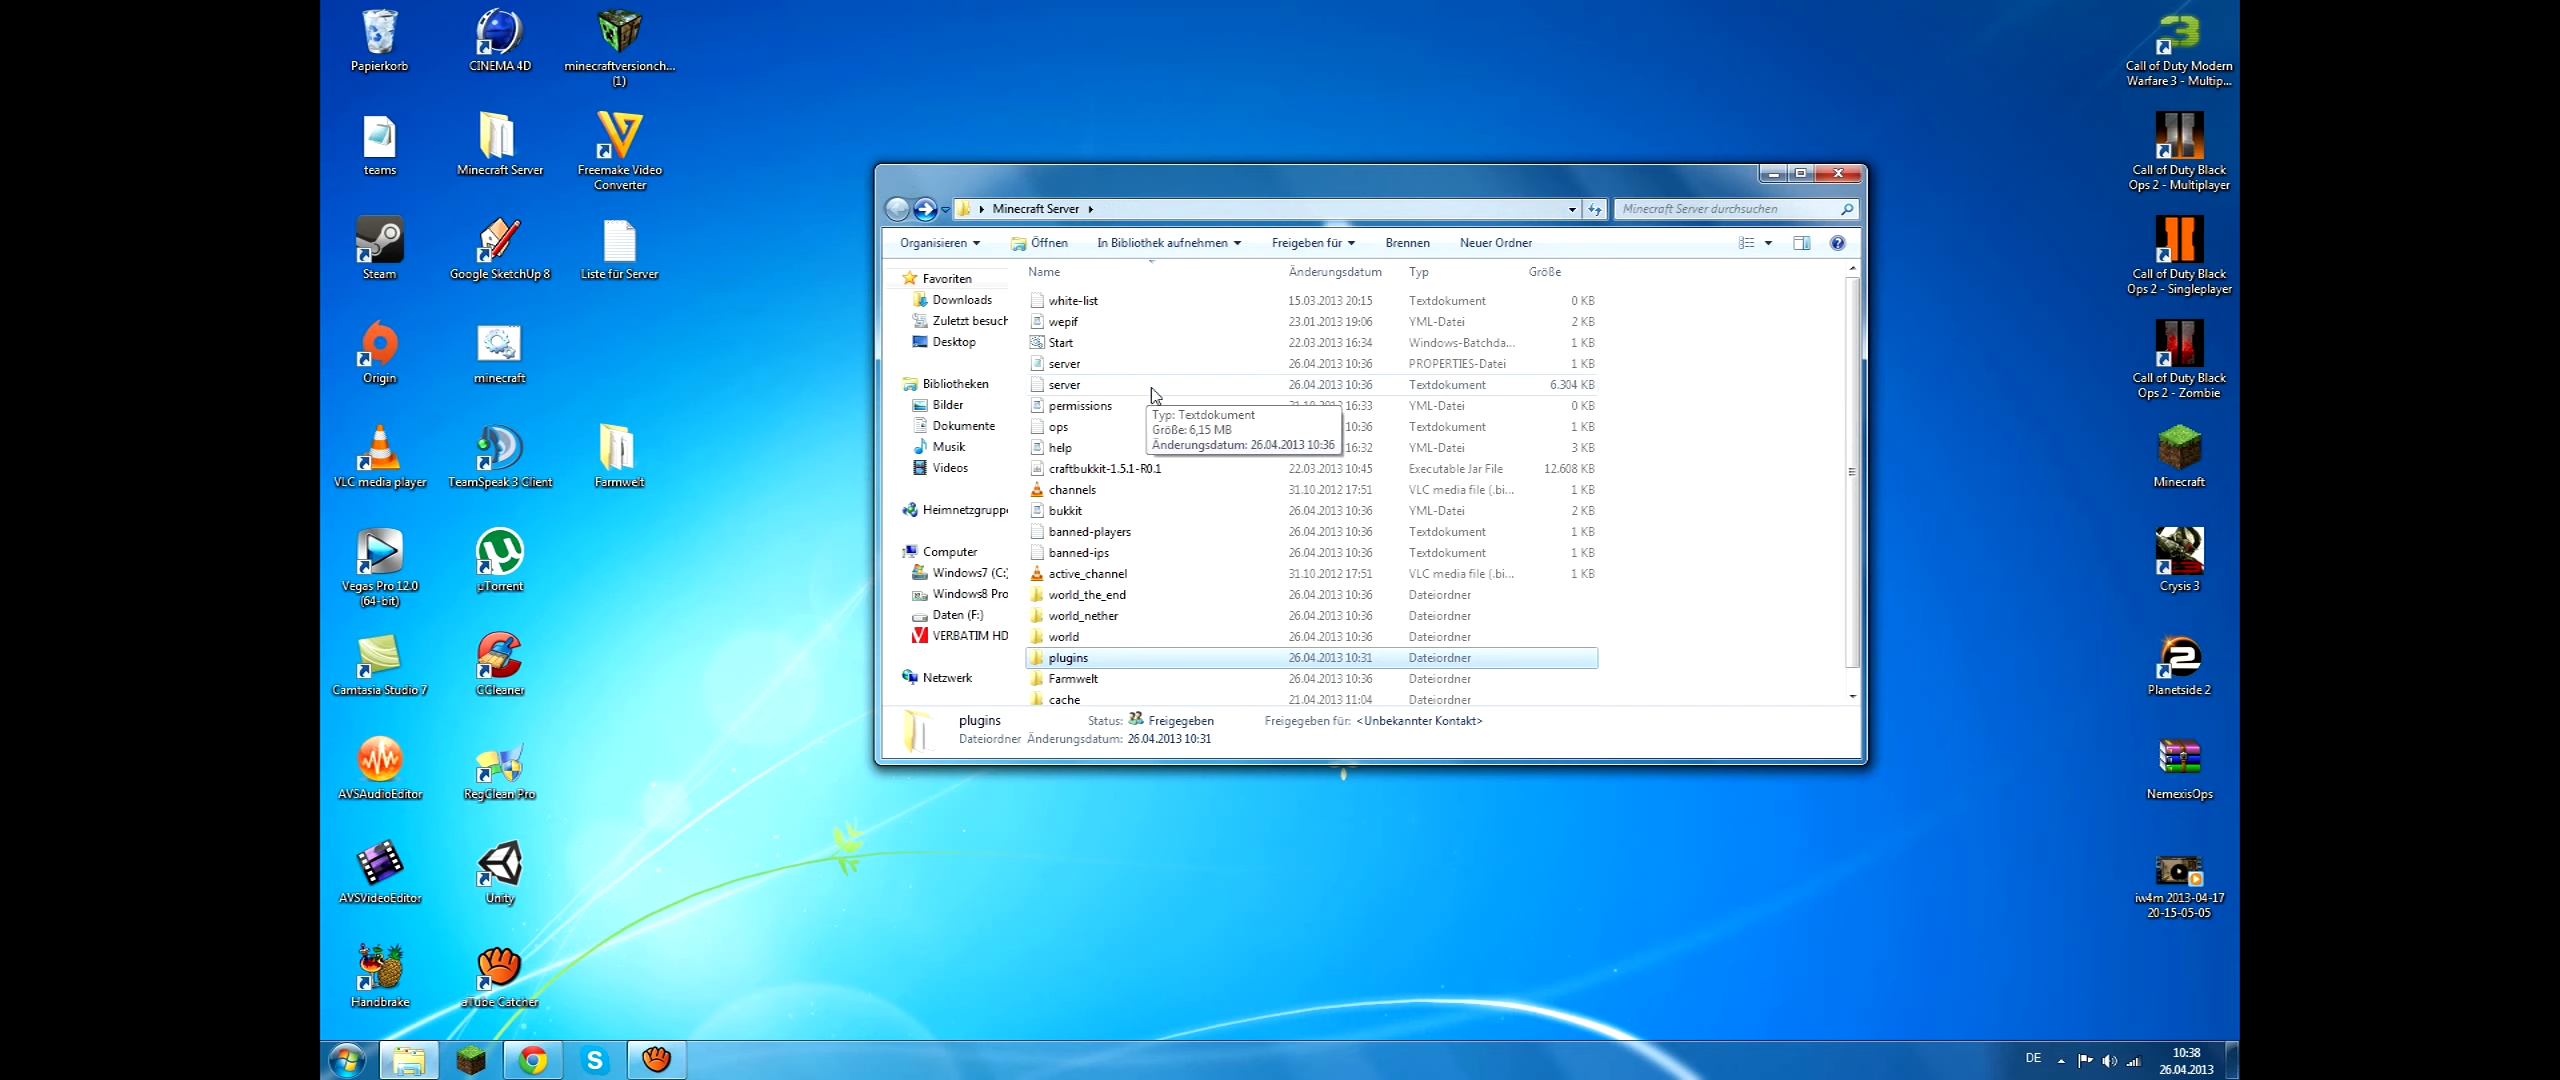 Papierkorb
CINEMA 4D
minecraftversionch...
(1)
teams
Minecraft Server
Freemake Video
Converter
Steam
Google SketchUp 8
Liste für Server
Origin
minecraft
VLC media player
TeamSpeak 3 Client
Farmwelt
Vegas Pro 12.0
(64-bit)
µTorrent
Camtasia Studio 7
CCleaner
AVSAudioEditor
RegClean Pro
AVSVideoEditor
Unity
Handbrake
aTube Catcher
Minecraft Server
Minecraft Server durchsuchen
Organisieren
Öffnen
In Bibliothek aufnehmen
Freigeben für
Brennen
Neuer Ordner
Favoriten
Downloads
Zuletzt besuch
Desktop
Bibliotheken
Bilder
Dokumente
Musik
Videos
Heimnetzgruppe
Computer
Windows7 (C:)
Windows8 Pro
Daten (F:)
VERBATIM HD
Netzwerk
Name Änderungsdatum Typ Größe
white-list 15.03.2013 20:15 Textdokument 0 KB
wepif 23.01.2013 19:06 YML-Datei 2 KB
Start 22.03.2013 16:34 Windows-Batchda... 1 KB
server 26.04.2013 10:36 PROPERTIES-Datei 1 KB
server 26.04.2013 10:36 Textdokument 6.304 KB
permissions 16:33 YML-Datei 0 KB
ops 10:36 Textdokument 1 KB
help 16:32 YML-Datei 3 KB
Typ: Textdokument
Größe: 6,15 MB
Änderungsdatum: 26.04.2013 10:36
craftbukkit-1.5.1-R0.1 22.03.2013 10:45 Executable Jar File 12.608 KB
channels 31.10.2012 17:51 VLC media file (.bi... 1 KB
bukkit 26.04.2013 10:36 YML-Datei 2 KB
banned-players 26.04.2013 10:36 Textdokument 1 KB
banned-ips 26.04.2013 10:36 Textdokument 1 KB
active_channel 31.10.2012 17:51 VLC media file (.bi... 1 KB
world_the_end 26.04.2013 10:36 Dateiordner
world_nether 26.04.2013 10:36 Dateiordner
world 26.04.2013 10:36 Dateiordner
plugins 26.04.2013 10:31 Dateiordner
Farmwelt 26.04.2013 10:36 Dateiordner
cache 21.04.2013 11:04 Dateiordner
plugins Status: Freigegeben Freigegeben für: <Unbekannter Kontakt>
Dateiordner Änderungsdatum: 26.04.2013 10:31
Call of Duty Modern
Warfare 3 - Multip...
Call of Duty Black
Ops 2 - Multiplayer
Call of Duty Black
Ops 2 - Singleplayer
Call of Duty Black
Ops 2 - Zombie
Minecraft
Crysis 3
Planetside 2
NemexisOps
iw4m 2013-04-17
20-15-05-05
DE
10:38
26.04.2013